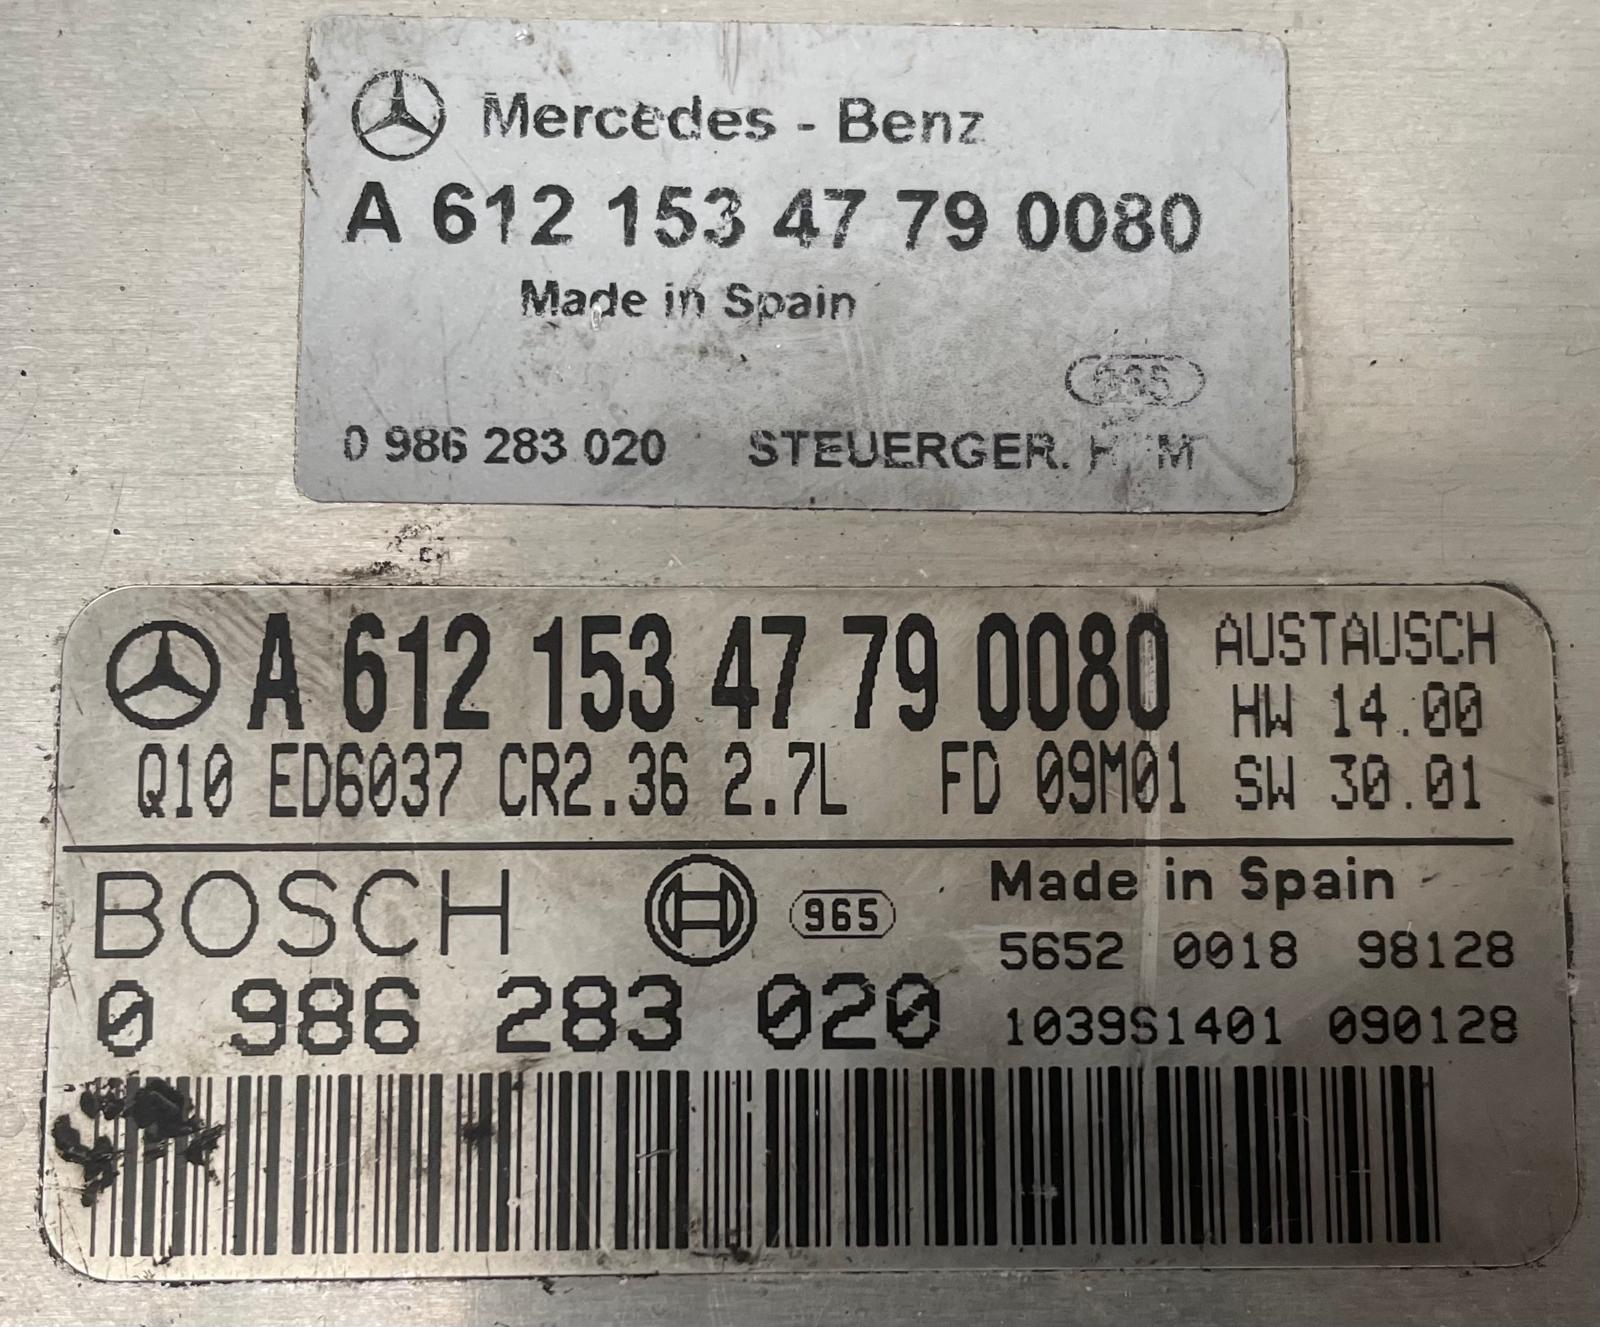 Mercedes - Benz
A 612 153 47 79 0080
Made in Spain
0 986 283 020 STEUERGER.
A 612 153 47 79 0080 AUSTAUSCH
HW 14.00
Q10 ED6037 CR2.36 2.7L FD 09M01 SW 30.01
BOSCH 965 Made in Spain
5652 0018 98128
0 986 283 020 1039S1401 090128